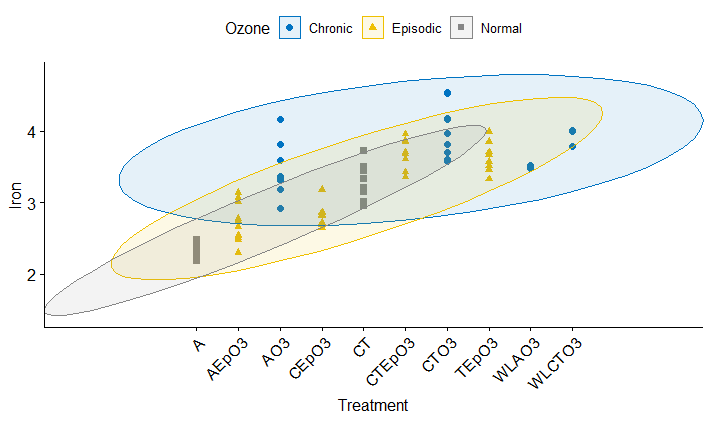 Ozone Chronic Episodic Normal
Iron
4
3
2
A
AEpO3
AO3
CEpO3
CT
CTEpO3
CTO3
TEpO3
WLAO3
WLCTO3
Treatment